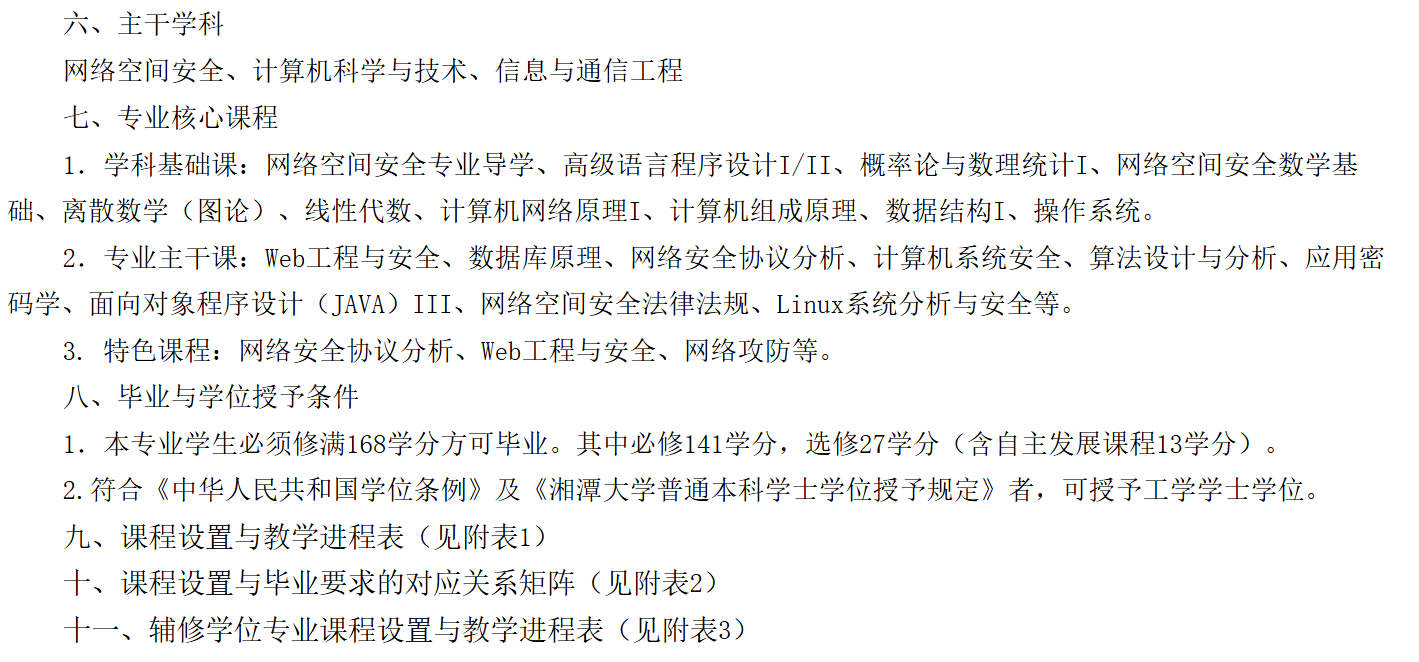 六、主干学科
网络空间安全、计算机科学与技术、信息与通信工程
七、专业核心课程
1．学科基础课：网络空间安全专业导学、高级语言程序设计I/II、概率论与数理统计I、网络空间安全数学基
础、离散数学（图论）、线性代数、计算机网络原理I、计算机组成原理、数据结构I、操作系统。
2．专业主干课：Web工程与安全、数据库原理、网络安全协议分析、计算机系统安全、算法设计与分析、应用密
码学、面向对象程序设计（JAVA）III、网络空间安全法律法规、Linux系统分析与安全等。
3. 特色课程：网络安全协议分析、Web工程与安全、网络攻防等。
八、毕业与学位授予条件
1．本专业学生必须修满168学分方可毕业。其中必修141学分，选修27学分（含自主发展课程13学分）。
2.符合《中华人民共和国学位条例》及《湘潭大学普通本科学士学位授予规定》者，可授予工学学士学位。
九、课程设置与教学进程表（见附表1）
十、课程设置与毕业要求的对应关系矩阵（见附表2）
十一、辅修学位专业课程设置与教学进程表（见附表3）